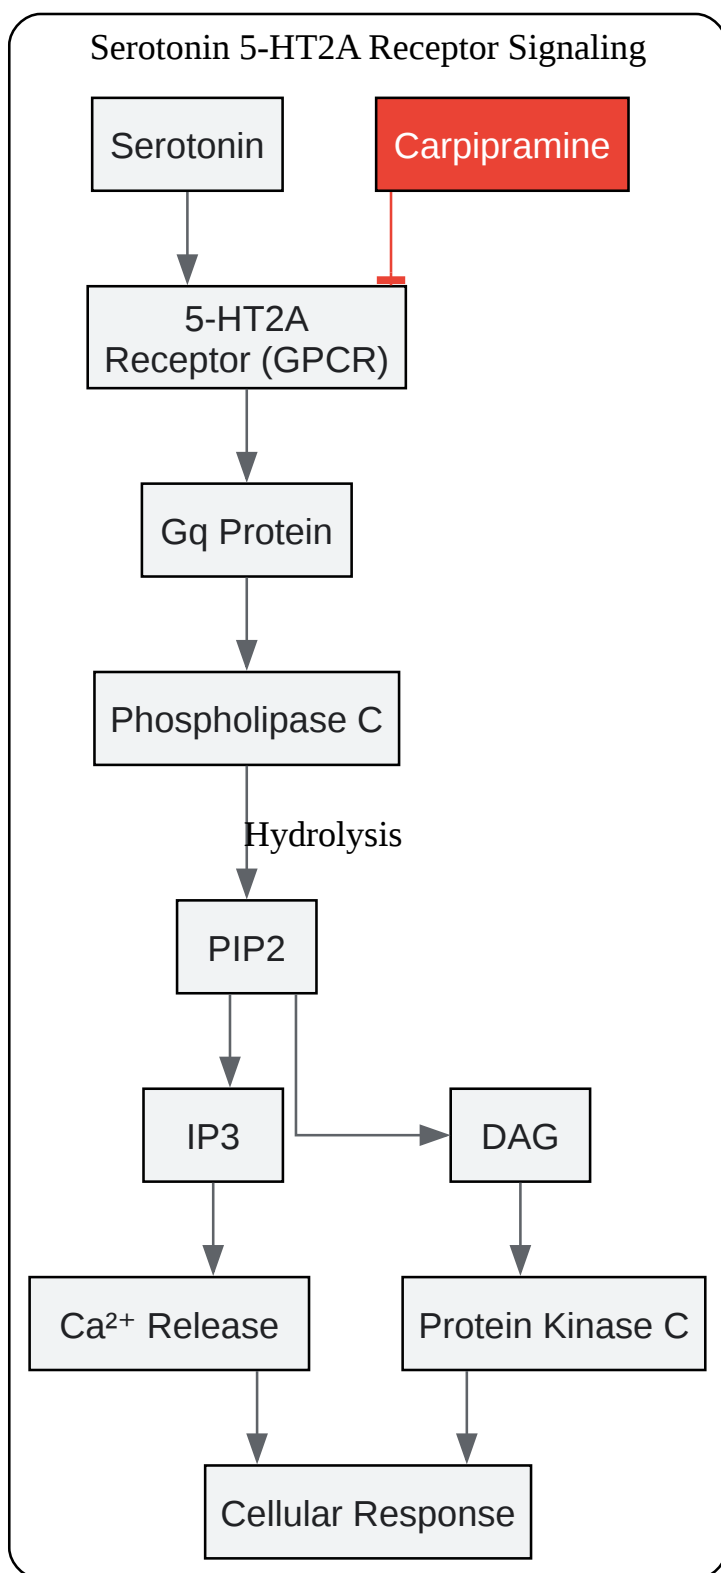 Serotonin 5-HT2A Receptor Signaling
Serotonin
Carpipramine
5-HT2A
Receptor (GPCR)
Gq Protein
Phospholipase C
Hydrolysis
PIP2
IP3
DAG
Ca²⁺ Release
Protein Kinase C
Cellular Response